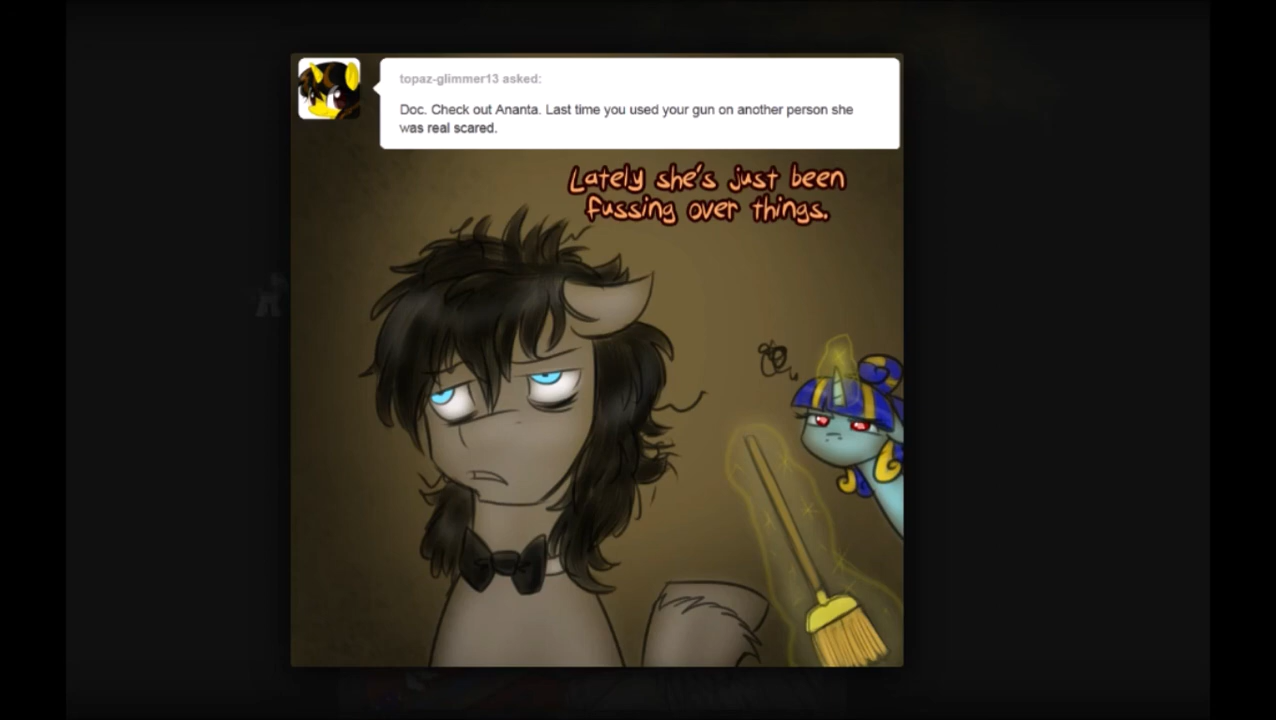 topaz-glimmer13 asked:
Doc. Check out Ananta. Last time you used your gun on another person she
was real scared.
Lately she's just been
fussing over things.